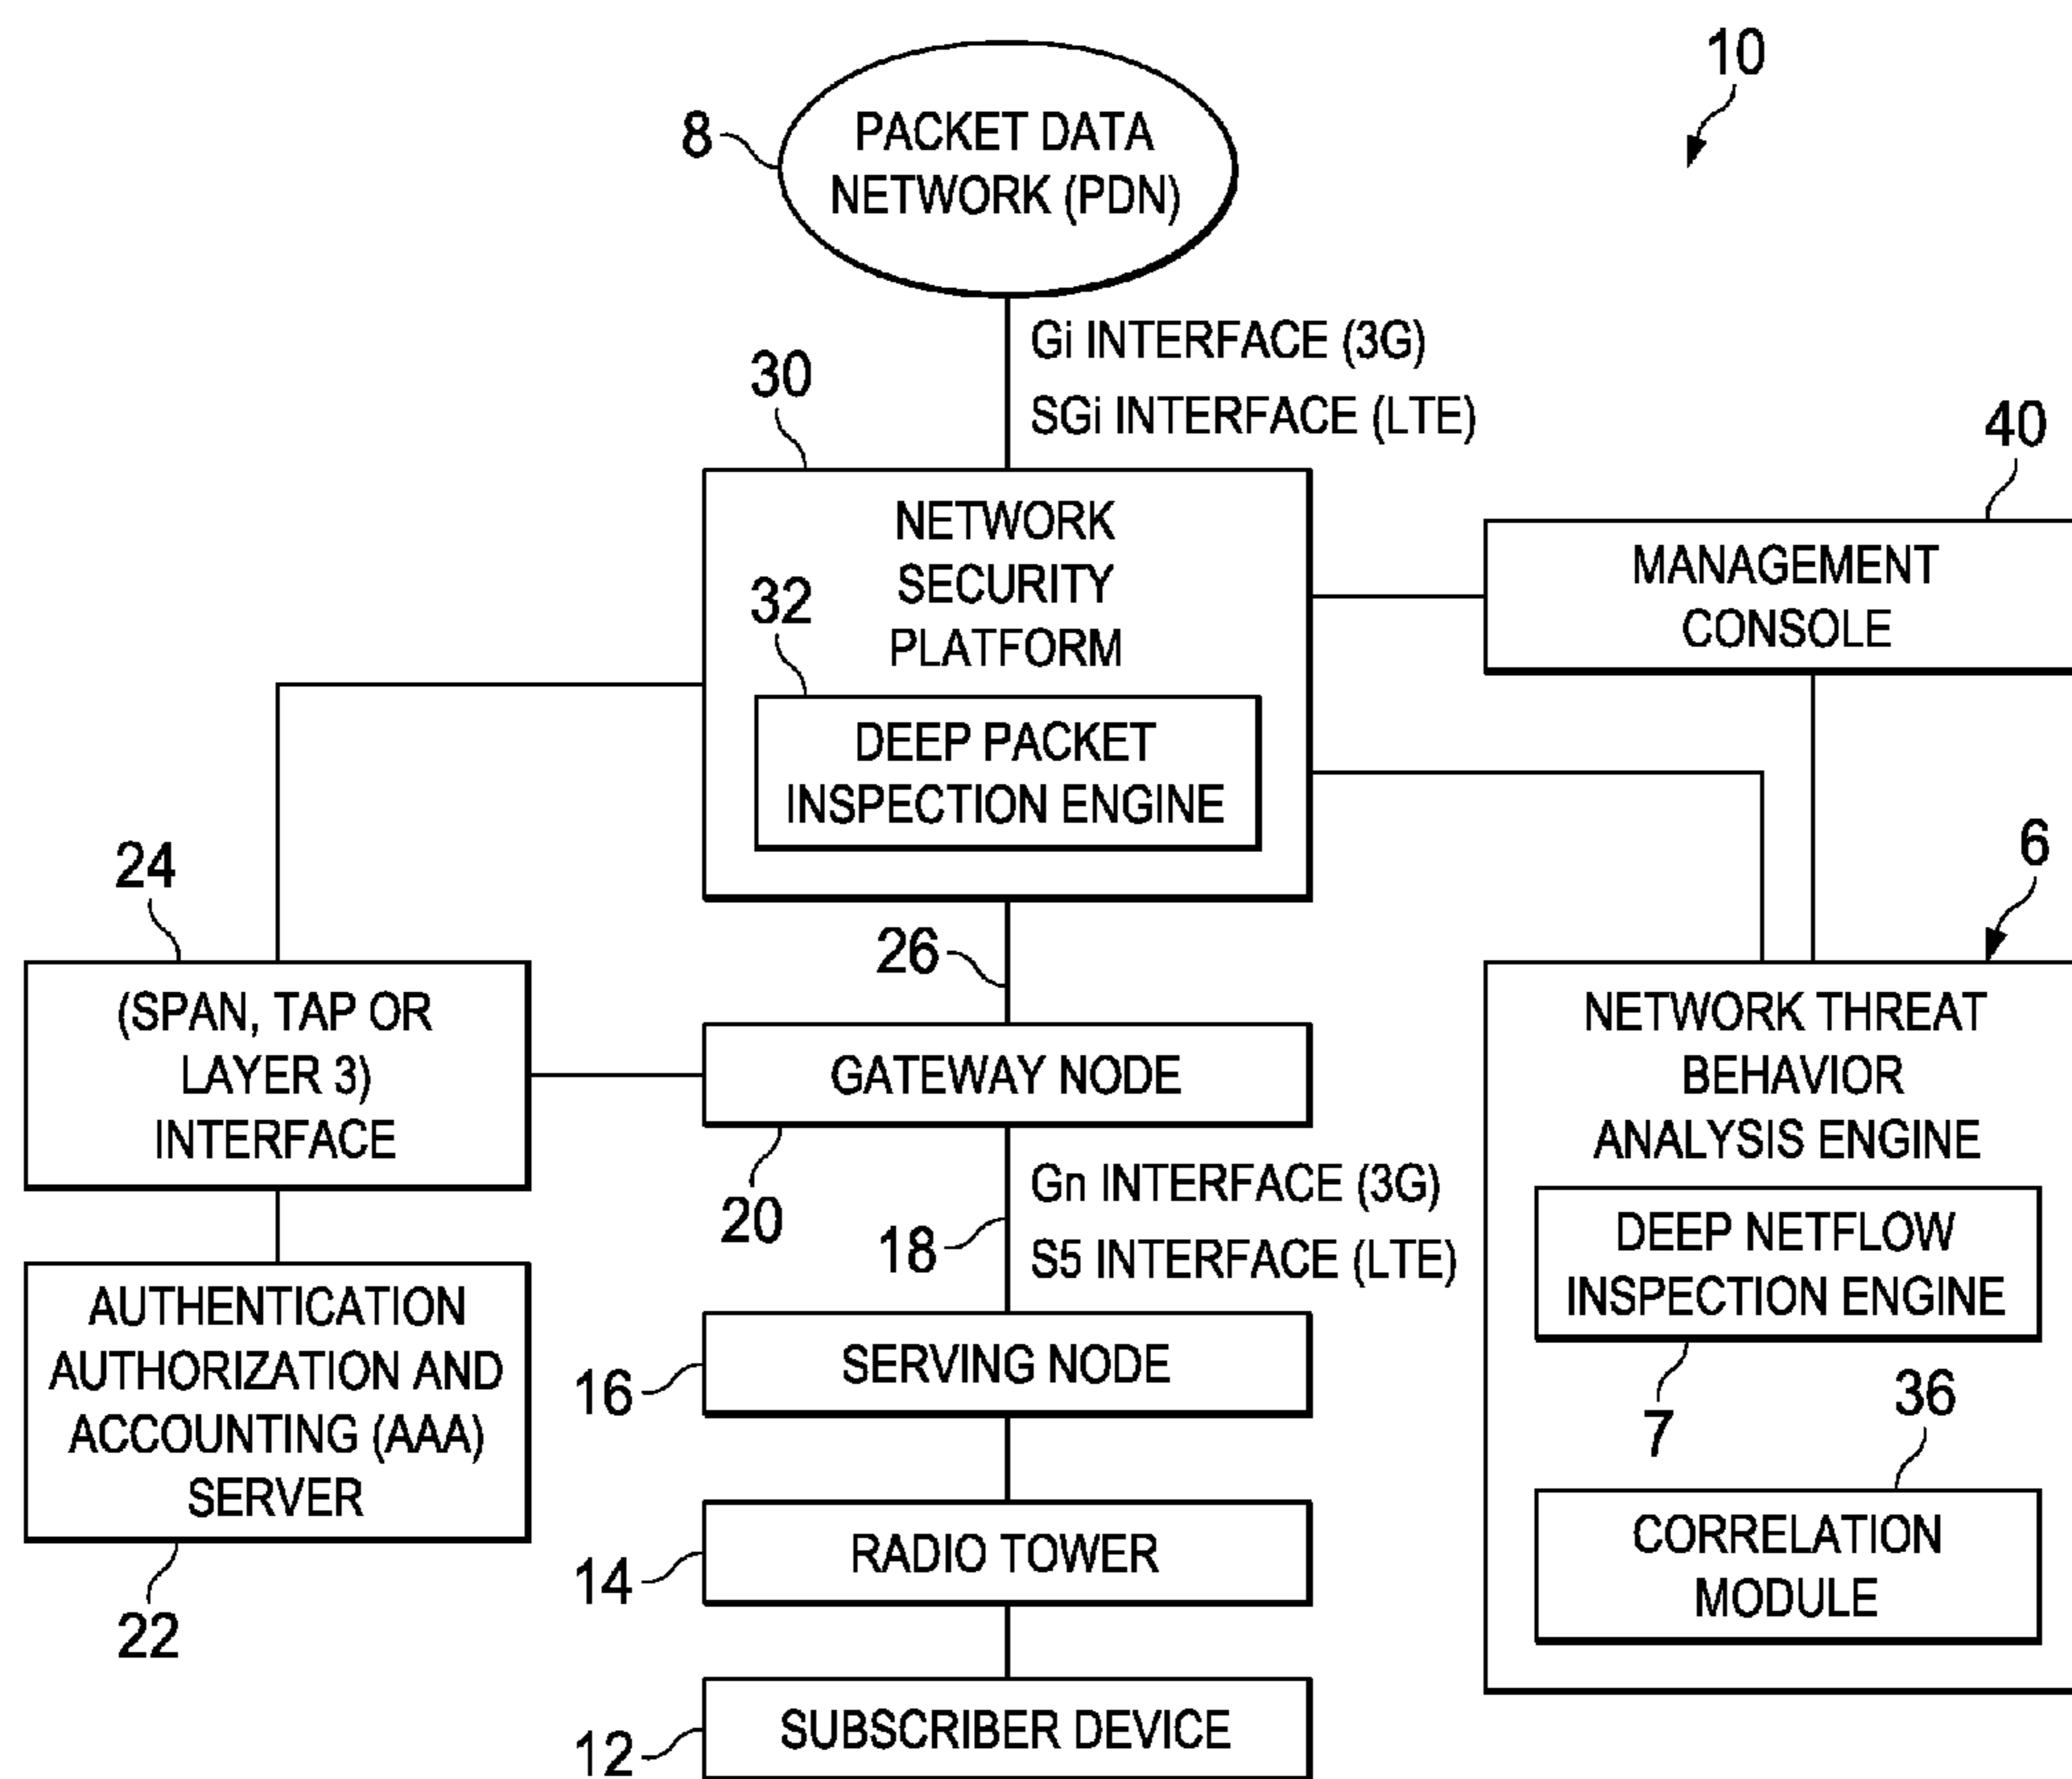 10
8
PACKET DATA
NETWORK (PDN)
Gi INTERFACE (3G)
SGi INTERFACE (LTE)
30
NETWORK
SECURITY
PLATFORM
32
DEEP PACKET
INSPECTION ENGINE
40
MANAGEMENT
CONSOLE
24
(SPAN, TAP OR
LAYER 3)
INTERFACE
26
GATEWAY NODE
20
6
NETWORK THREAT
BEHAVIOR
ANALYSIS ENGINE
DEEP NETFLOW
INSPECTION ENGINE
7
36
CORRELATION
MODULE
18
Gn INTERFACE (3G)
S5 INTERFACE (LTE)
AUTHENTICATION
AUTHORIZATION AND
ACCOUNTING (AAA)
SERVER
22
16
SERVING NODE
14
RADIO TOWER
12
SUBSCRIBER DEVICE